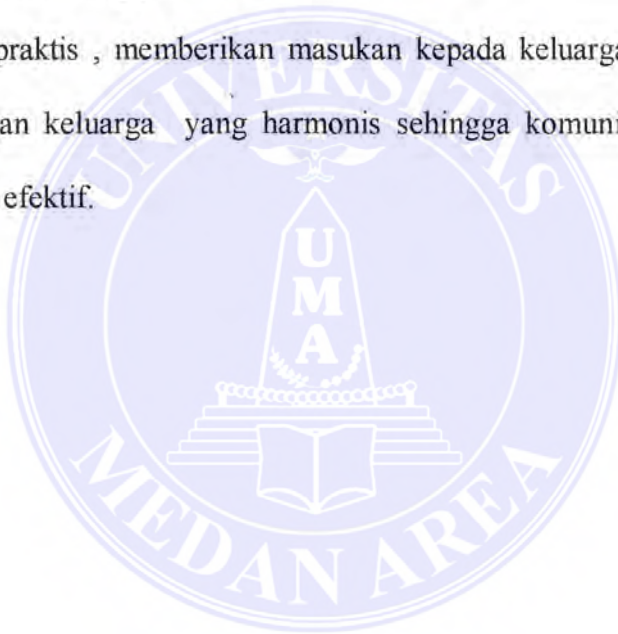 praktis , memberikan masukan kepada keluarga
an keluarga yang harmonis sehingga komuni
efektif.
UNIVERSITAS
UMA
MEDAN AREA